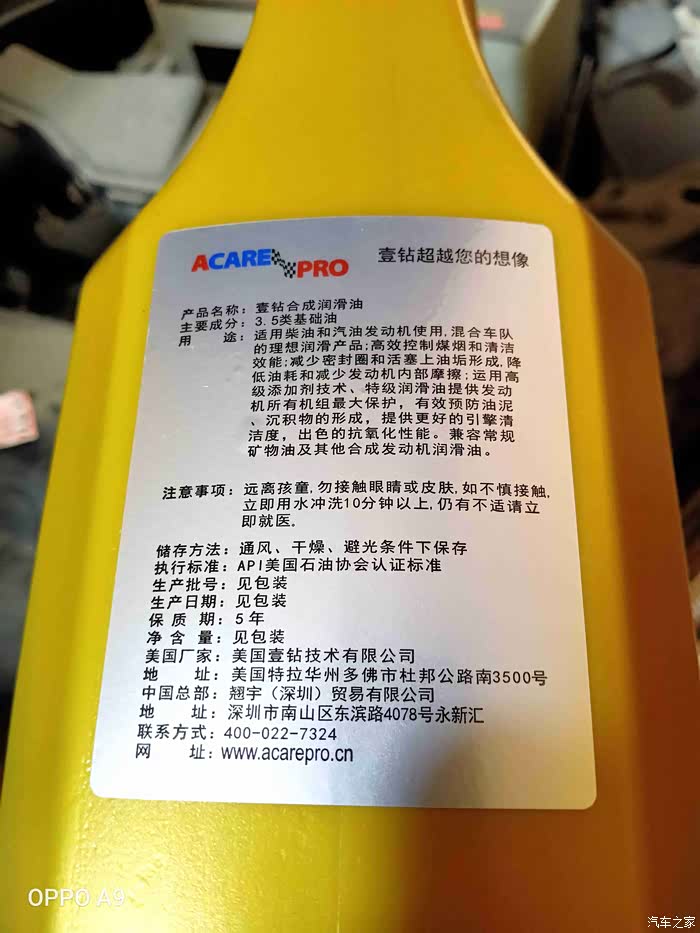 ACARE PRO 壹钻超越您的想像
产品名称：壹钻合成润滑油
主要成分：3.5类基础油
用 途：适用柴油和汽油发动机使用,混合车队
的理想润滑产品;高效控制煤烟和清洁
效能;减少密封圈和活塞上油垢形成,降
低油耗和减少发动机内部摩擦;运用高
级添加剂技术、特级润滑油提供发动
机所有机组最大保护，有效预防油泥
、沉积物的形成，提供更好的引擎清
洁度，出色的抗氧化性能。兼容常规
矿物油及其他合成发动机润滑油。
注意事项：远离孩童,勿接触眼睛或皮肤,如不慎接触,
立即用水冲洗10分钟以上,仍有不适请立
即就医。
储存方法：通风、干燥、避光条件下保存
执行标准：API美国石油协会认证标准
生产批号：见包装
生产日期：见包装
保 质 期：5年
净 含 量：见包装
美国厂家：美国壹钻技术有限公司
地 址：美国特拉华州多佛市杜邦公路南3500号
中国总部：翘宇（深圳）贸易有限公司
地 址：深圳市南山区东滨路4078号永新汇
联系方式：400-022-7324
网 址：www.acarepro.cn
OPPO A9
汽车之家